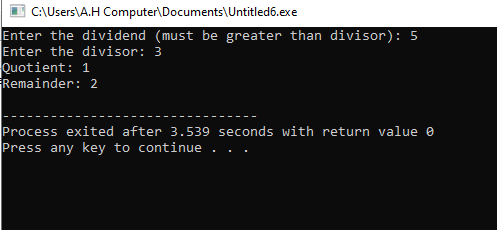 C:\Users\A.H Computer\Documents\Untitled6.exe
Enter the dividend (must be greater than divisor): 5
Enter the divisor: 3
Quotient: 1
Remainder: 2
--------------------------------
Process exited after 3.539 seconds with return value 0
Press any key to continue . . .